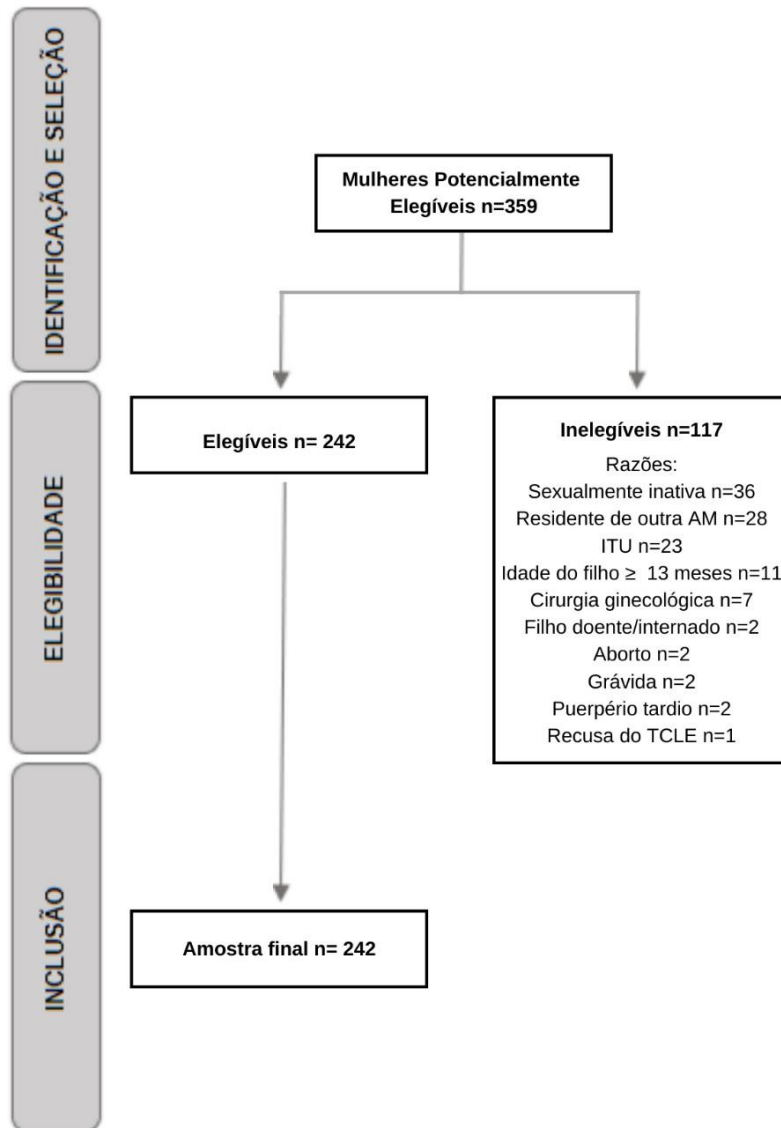 IDENTIFICAÇÃO E SELEÇÃO
Mulheres Potencialmente
Elegíveis n=359
ELEGIBILIDADE
Elegíveis n= 242
Inelegíveis n=117
Razões:
Sexualmente inativa n=36
Residente de outra AM n=28
ITU n=23
Idade do filho ≥ 13 meses n=11
Cirurgia ginecológica n=7
Filho doente/internado n=2
Aborto n=2
Grávida n=2
Puerpério tardio n=2
Recusa do TCLE n=1
INCLUSÃO
Amostra final n= 242